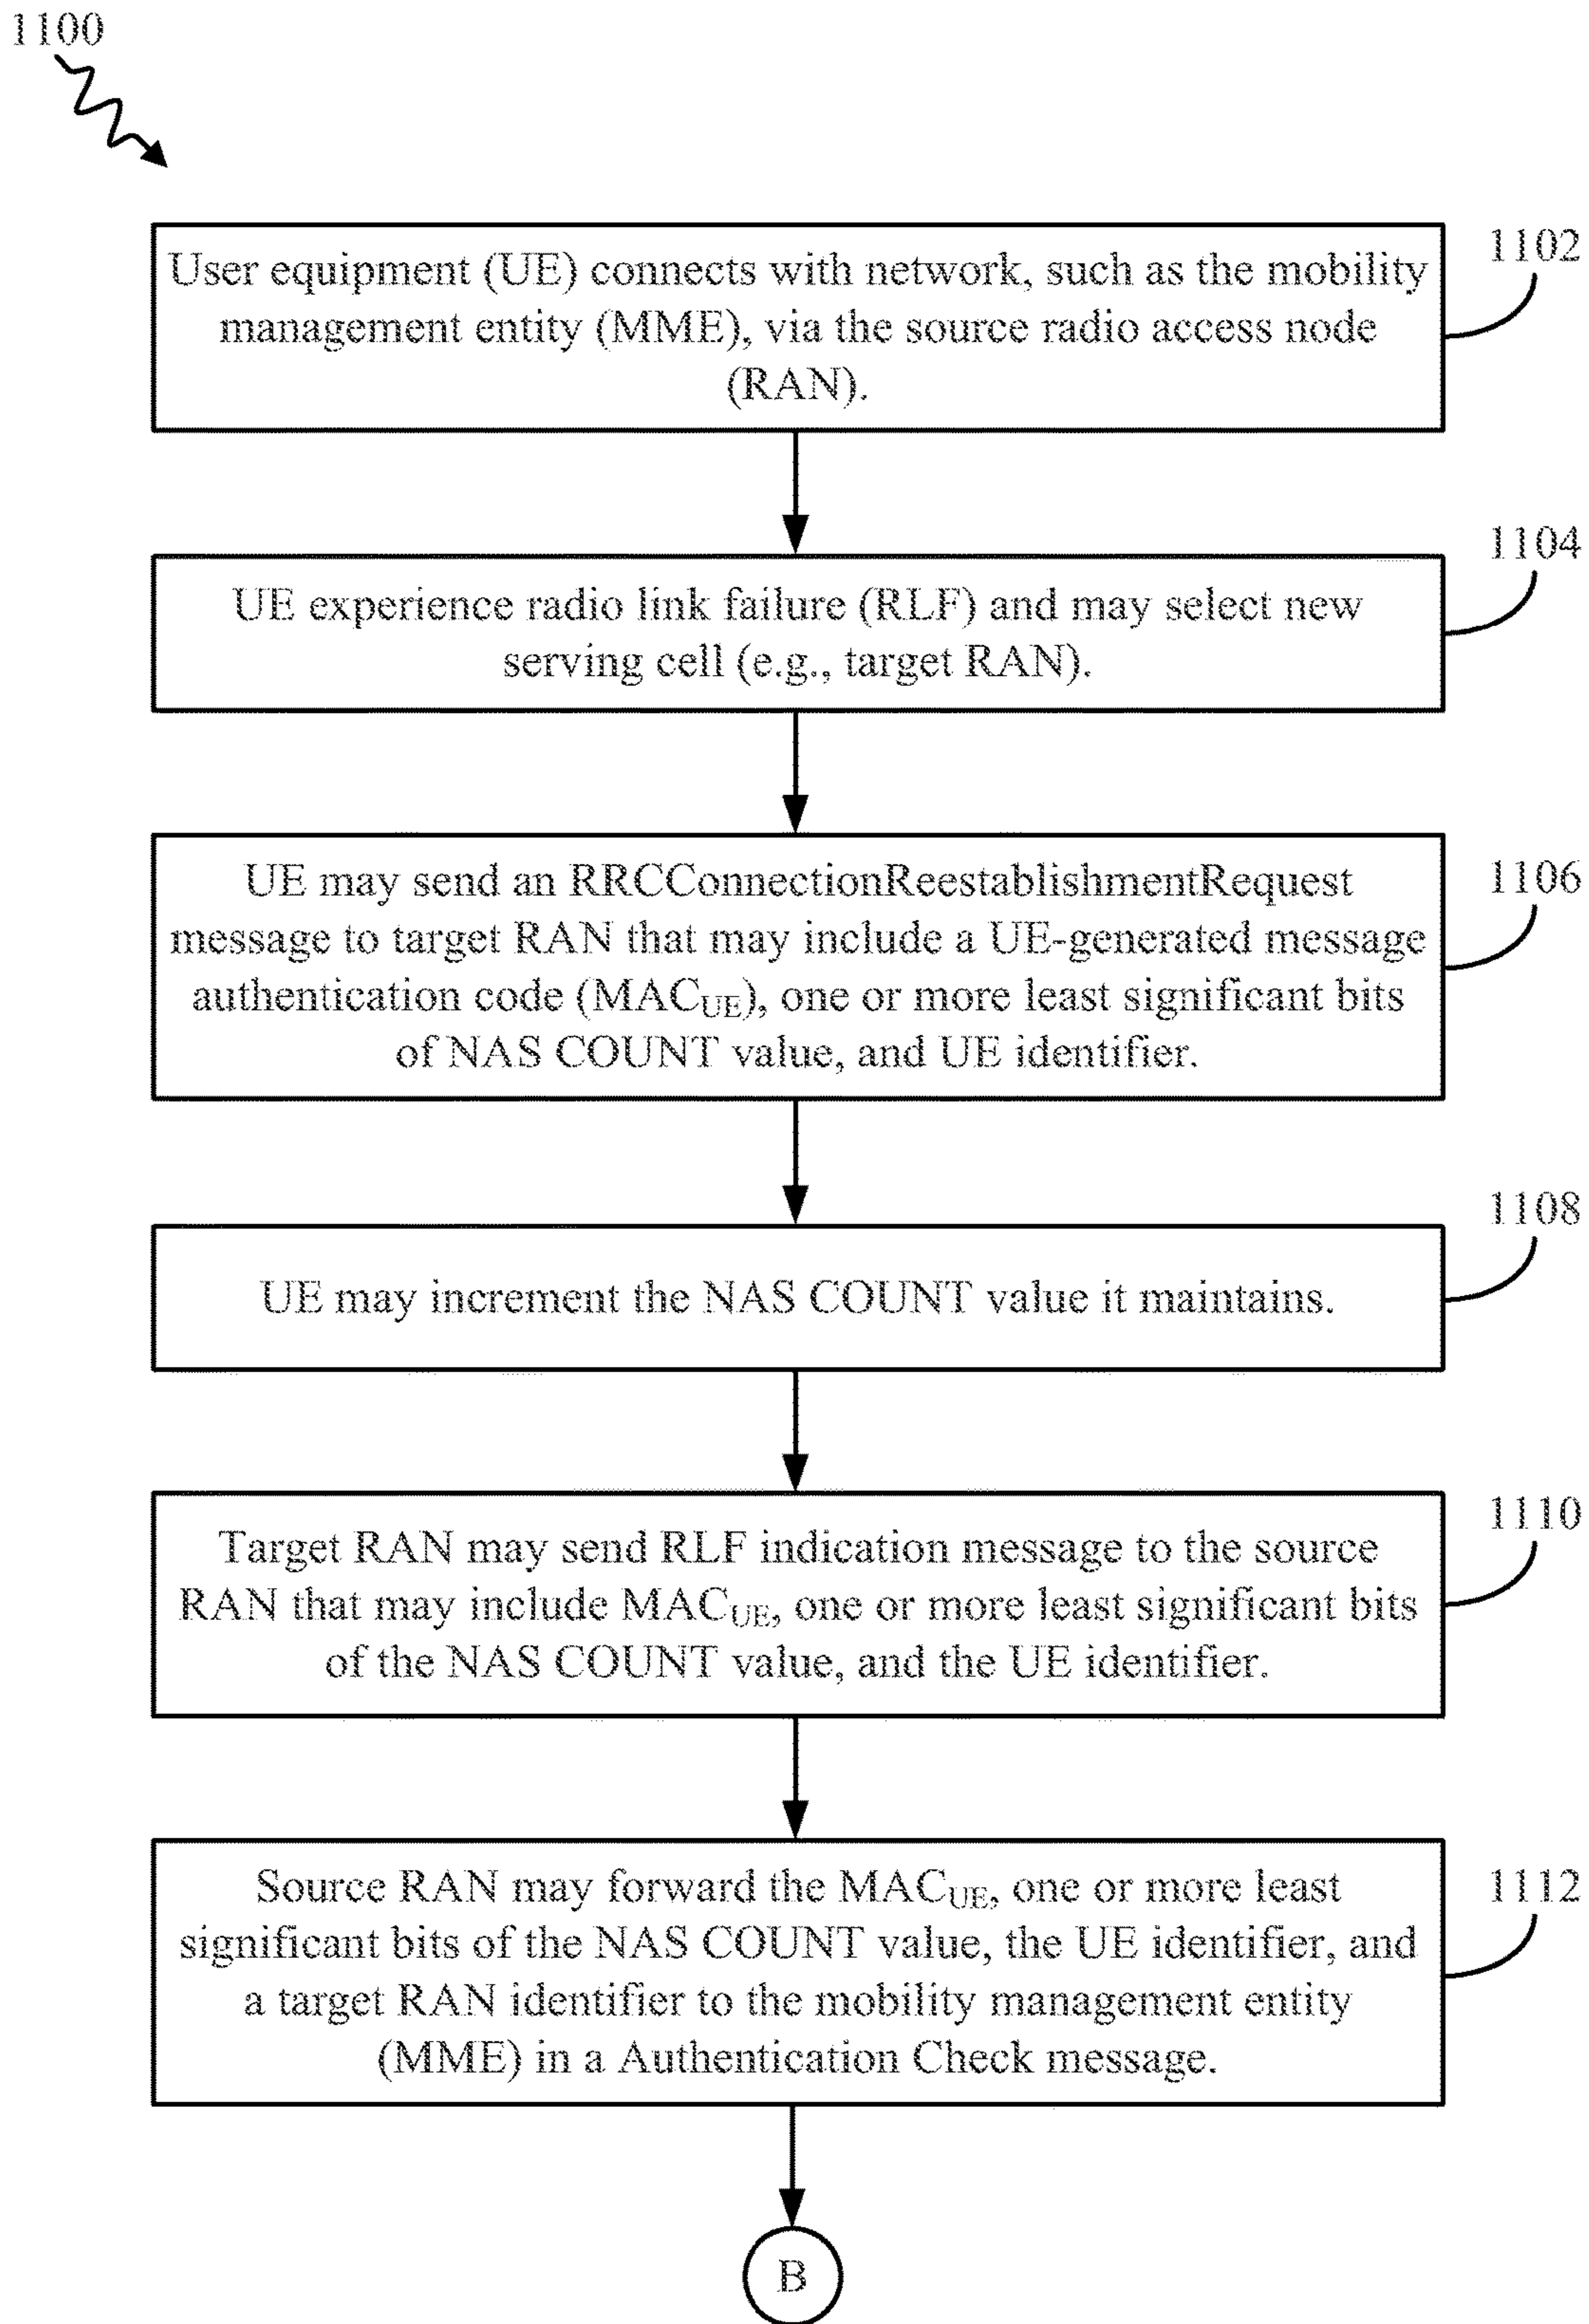 1100
User equipment (UE) connects with network, such as the mobility
management entity (MME), via the source radio access node
(RAN).
1102
UE experience radio link failure (RLF) and may select new
serving cell (e.g., target RAN).
1104
UE may send an RRCConnectionReestablishmentRequest
message to target RAN that may include a UE-generated message
authentication code (MACUE), one or more least significant bits
of NAS COUNT value, and UE identifier.
1106
UE may increment the NAS COUNT value it maintains.
1108
Target RAN may send RLF indication message to the source
RAN that may include MACUE, one or more least significant bits
of the NAS COUNT value, and the UE identifier.
1110
Source RAN may forward the MACUE, one or more least
significant bits of the NAS COUNT value, the UE identifier, and
a target RAN identifier to the mobility management entity
(MME) in a Authentication Check message.
1112
B